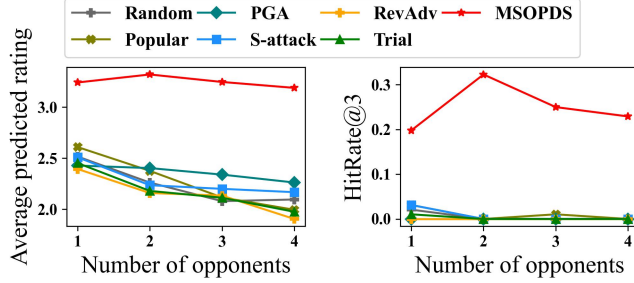 Random PGA RevAdv MSOPDS
Popular S-attack Trial
Average predicted rating
3.0
2.5
2.0
1 2 3 4
Number of opponents
HitRate@3
0.3
0.2
0.1
0.0
1 2 3 4
Number of opponents